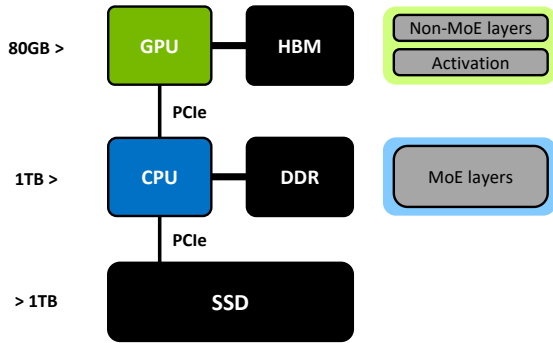 80GB >
GPU
HBM
Non-MoE layers
Activation
PCIe
1TB >
CPU
DDR
MoE layers
PCIe
> 1TB
SSD